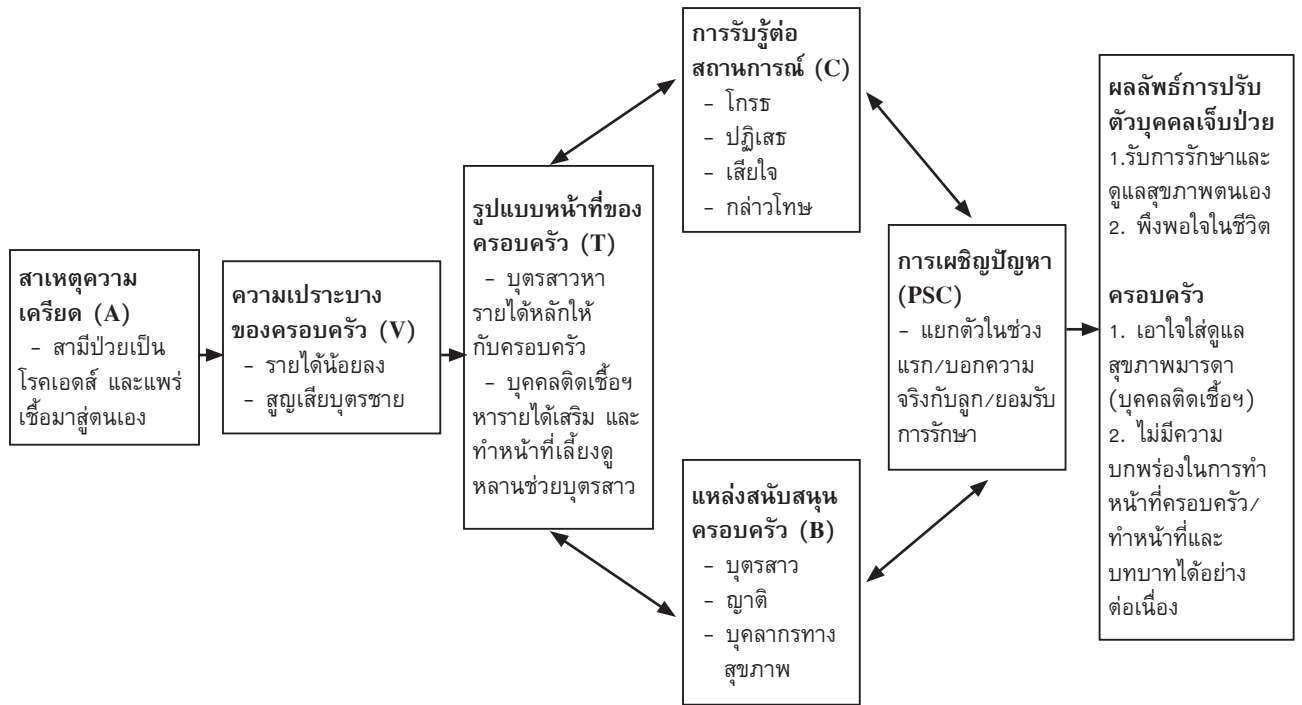 สาเหตุความ
เครียด (A)
- สามีป่วยเป็น
โรคเอดส์ และแพร่
เชื้อมาสู่ตนเอง
ความเปราะบาง
ของครอบครัว (V)
- รายได้น้อยลง
- สูญเสียบุตรชาย
รูปแบบหน้าที่ของ
ครอบครัว (T)
- บุตรสาวหา
รายได้หลักให้
กับครอบครัว
- บุคคลติดเชื้อฯ
หารายได้เสริม และ
ทำหน้าที่เลี้ยงดู
หลานช่วยบุตรสาว
การรับรู้ต่อ
สถานการณ์ (C)
- โกรธ
- ปฏิเสธ
- เสียใจ
- กล่าวโทษ
แหล่งสนับสนุน
ครอบครัว (B)
- บุตรสาว
- ญาติ
- บุคลากรทาง
สุขภาพ
การเผชิญปัญหา
(PSC)
- แยกตัวในช่วง
แรก/บอกความ
จริงกับลูก/ยอมรับ
การรักษา
ผลลัพธ์การปรับ
ตัวบุคคลเจ็บป่วย
1.รับการรักษาและ
ดูแลสุขภาพตนเอง
2. พึงพอใจในชีวิต
ครอบครัว
1. เอาใจใส่ดูแล
สุขภาพมารดา
(บุคคลติดเชื้อฯ)
2. ไม่มีความ
บกพร่องในการทำ
หน้าที่ครอบครัว/
ทำหน้าที่และ
บทบาทได้อย่าง
ต่อเนื่อง